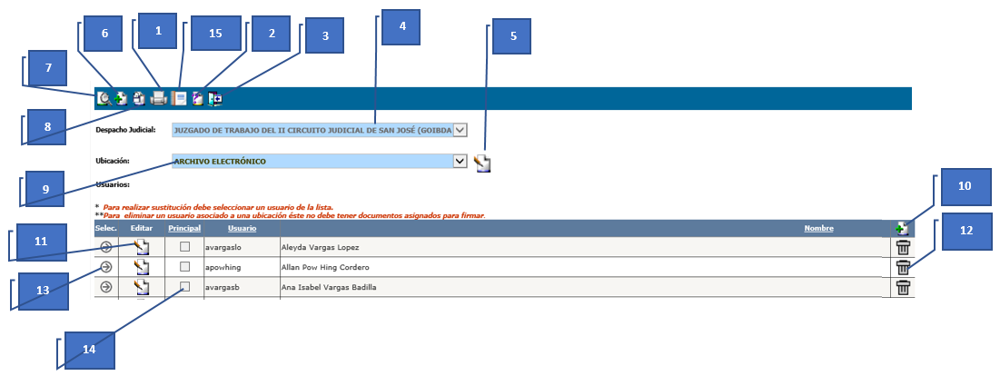 6
1
15
2
3
4
5
7
8
Despacho Judicial:
JUZGADO DE TRABAJO DEL II CIRCUITO JUDICIAL DE SAN JOSÉ (GOIBDA
Ubicación:
ARCHIVO ELECTRÓNICO
9
Usuarios:
10
* Para realizar sustitución debe seleccionar un usuario de la lista.
**Para eliminar un usuario asociado a una ubicación éste no debe tener documentos asignados para firmar.
Selec. Editar Principal Usuario Nombre
12
11
avargaslo Aleyda Vargas Lopez
apowhing Allan Pow Hing Cordero
13
avargasb Ana Isabel Vargas Badilla
14